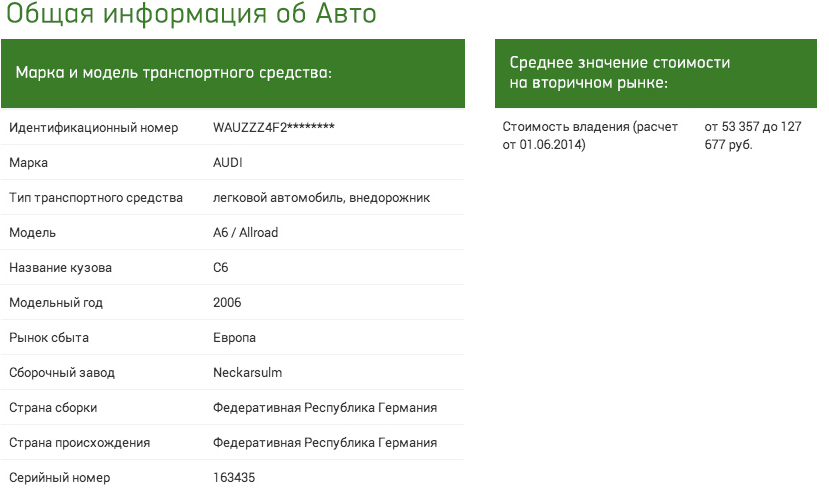 Общая информация об Авто
Марка и модель транспортного средства:
Идентификационный номер WAUZZZ4F2********
Марка AUDI
Тип транспортного средства легковой автомобиль, внедорожник
Модель A6 / Allroad
Название кузова C6
Модельный год 2006
Рынок сбыта Европа
Сборочный завод Neckarsulm
Страна сборки Федеративная Республика Германия
Страна происхождения Федеративная Республика Германия
Серийный номер 163435
Среднее значение стоимости
на вторичном рынке:
Стоимость владения (расчет от 53 357 до 127
от 01.06.2014) 677 руб.